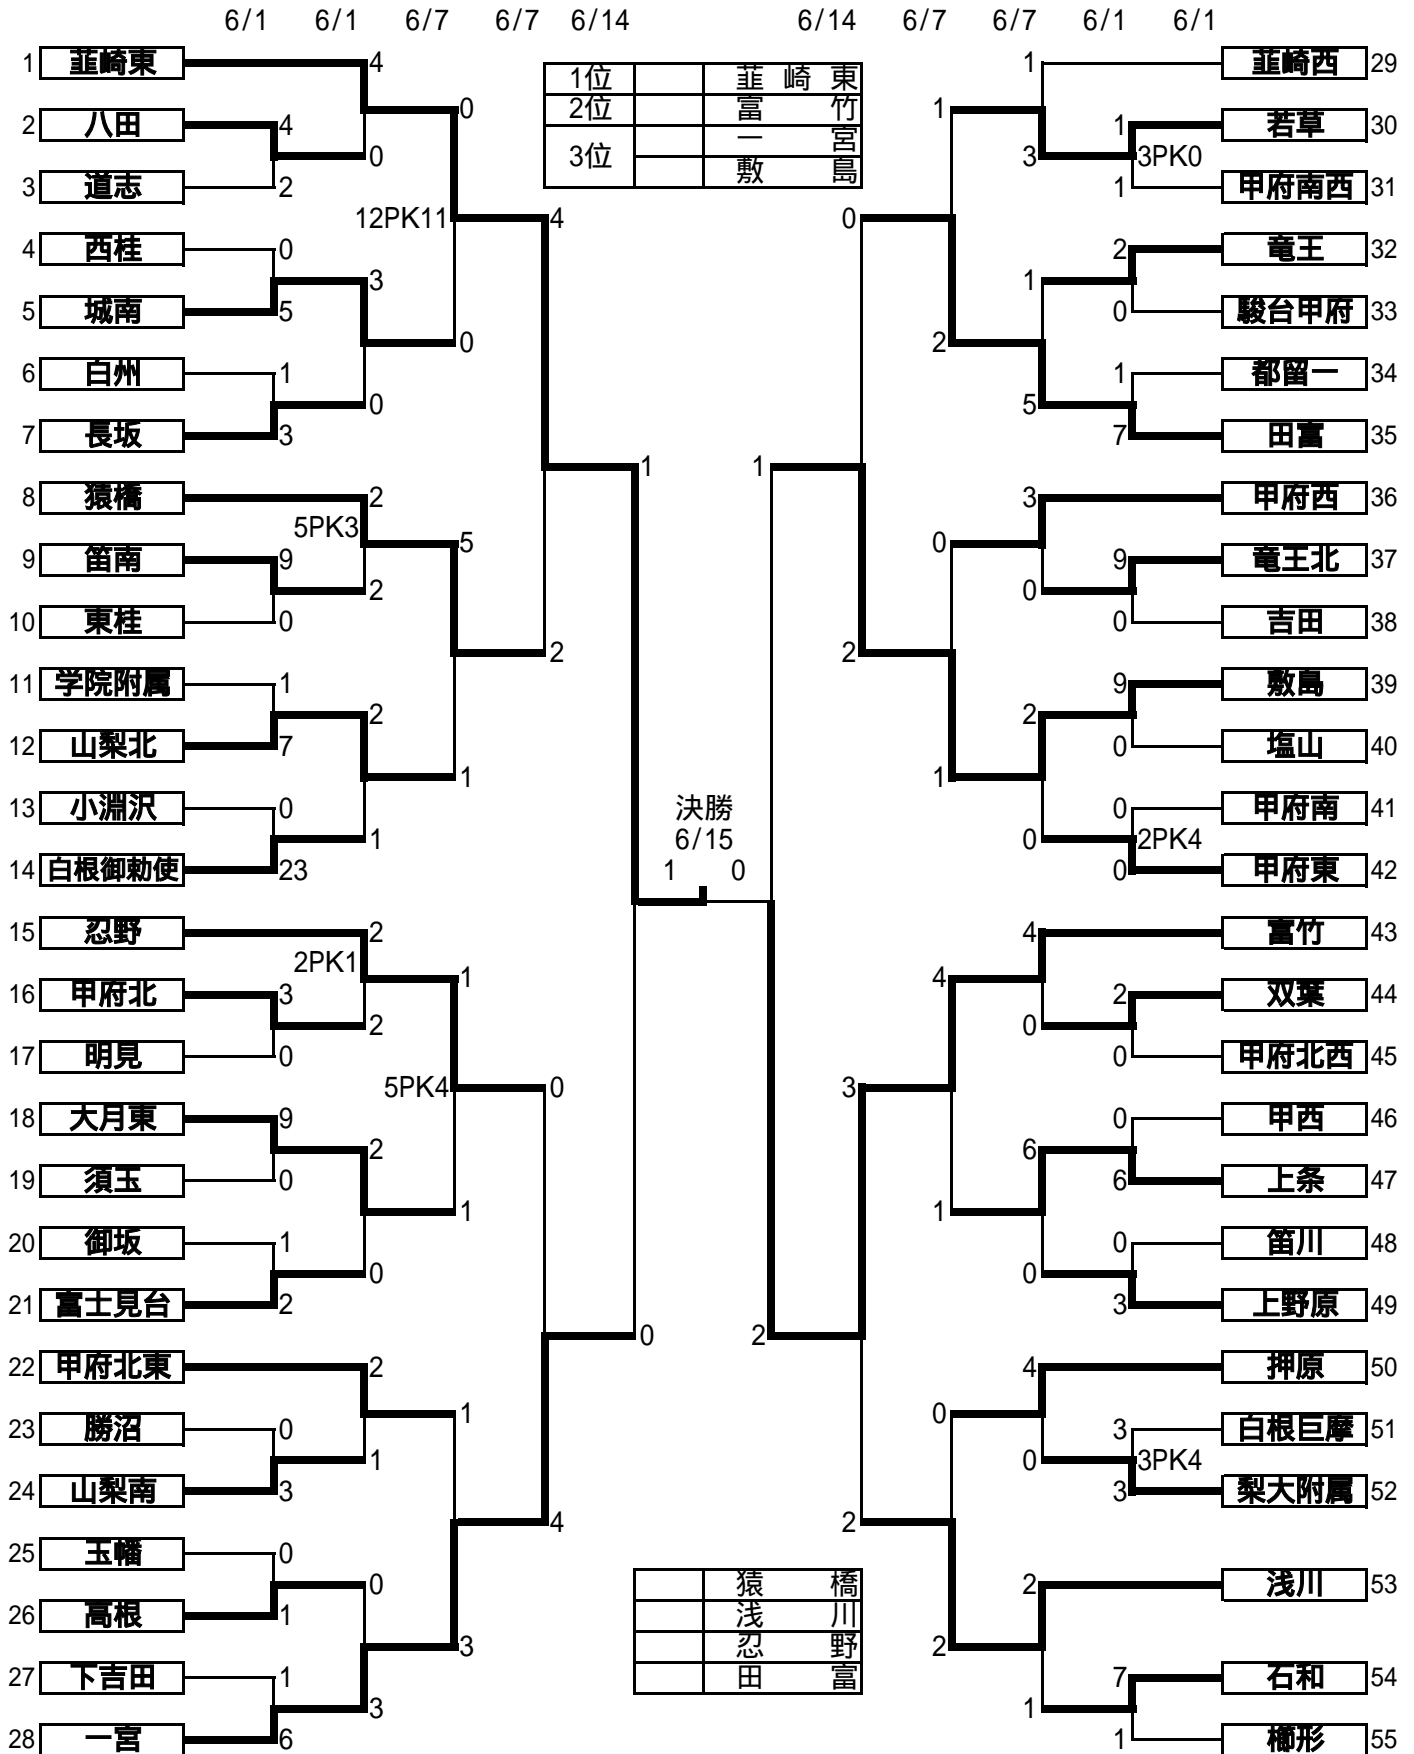 6/1 6/1 6/7 6/7 6/14 6/14 6/7 6/7 6/1 6/1
1 韮崎東 4
2 八田 4
3 道志 2
0
0
12PK11
4 西桂 0
5 城南 5
3
6 白州 1
7 長坂 3
0
0
4
8 猿橋 2
5PK3
9 笛南 9
10 東桂 0
2
5
11 学院附属 1
12 山梨北 7
2
13 小淵沢 0
14 白根御勅使 23
1
1
2
1
15 忍野 2
2PK1
16 甲府北 3
17 明見 0
2
1
5PK4
18 大月東 9
19 須玉 0
2
20 御坂 1
21 富士見台 2
0
1
0
22 甲府北東 2
23 勝沼 0
24 山梨南 3
1
1
25 玉幡 0
26 高根 1
0
27 下吉田 1
28 一宮 6
3
3
4
0
1位 韮崎東
2位 富竹
3位 一宮
敷島
決勝
6/15
1 0
猿橋
浅川
忍野
田富
1 韮崎西 29
1 若草 30
3PK0
1 甲府南西 31
3
1
2 竜王 32
0 駿台甲府 33
1
1 都留一 34
7 田富 35
5
2
0
3 甲府西 36
9 竜王北 37
0 吉田 38
0
0
9 敷島 39
0 塩山 40
2
0 甲府南 41
2PK4
0 甲府東 42
0
1
2
1
4 富竹 43
2 双葉 44
0 甲府北西 45
0
4
0 甲西 46
6 上条 47
6
0 笛川 48
3 上野原 49
0
1
3
4 押原 50
3 白根巨摩 51
3PK4
3 梨大附属 52
0
0
2 浅川 53
7 石和 54
1 櫛形 55
1
2
2
2